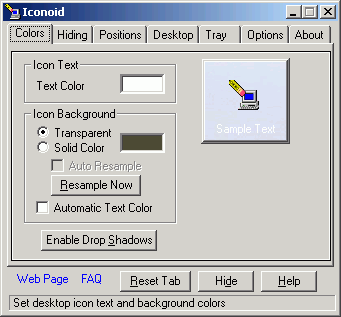 Iconoid
Colors Hiding Positions Desktop Tray Options About
Icon Text
Text Color
Sample Text
Icon Background
Transparent
Solid Color
Auto Resample
Resample Now
Automatic Text Color
Enable Drop Shadows
Web Page FAQ Reset Tab Hide Help
Set desktop icon text and background colors